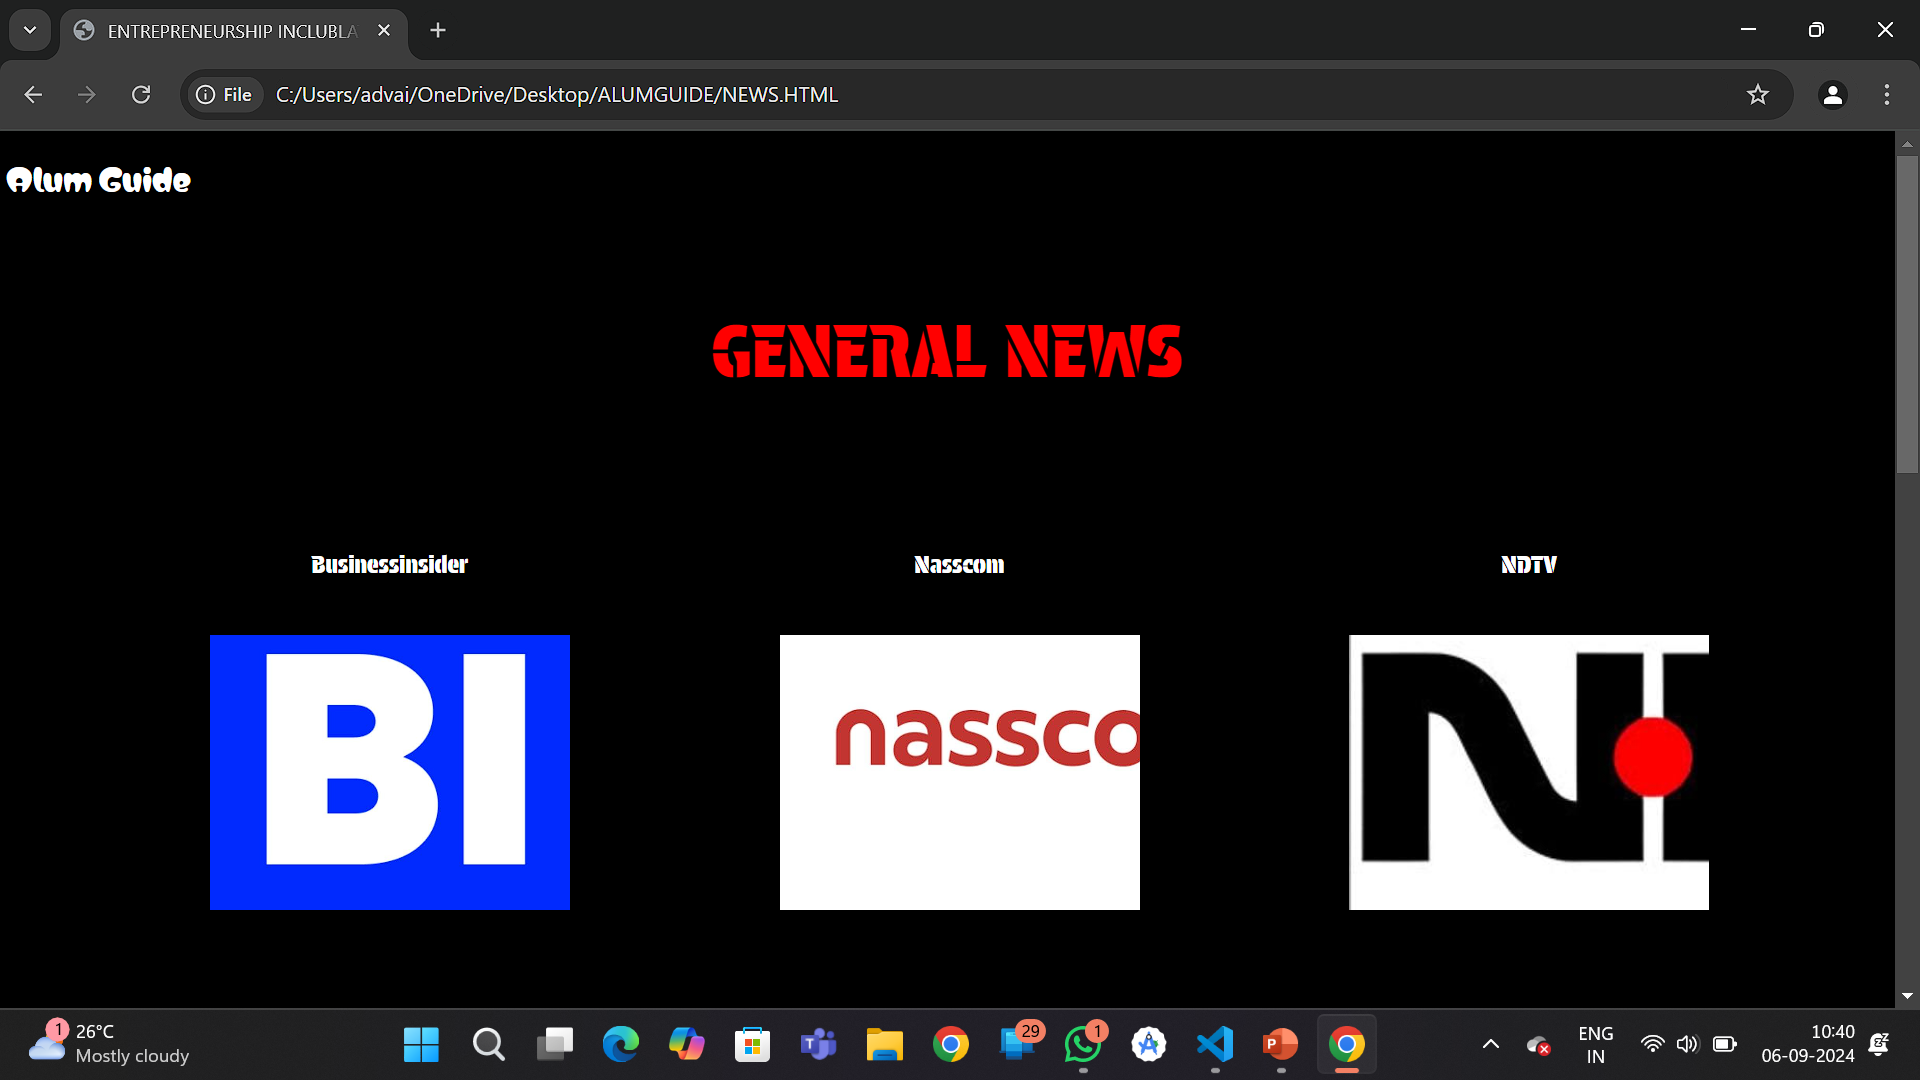 ENTREPRENEURSHIP INCLUBLA
File
C:/Users/advai/OneDrive/Desktop/ALUMGUIDE/NEWS.HTML
Alum Guide
GENERAL NEWS
Businessinsider
Nasscom
NDTV
BI
nassco
N
1
26°C
Mostly cloudy
T
29
1
P
ENG
IN
10:40
06-09-2024